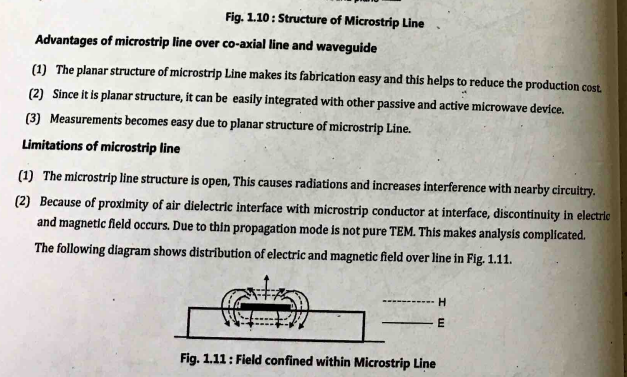 Fig. 1.10 : Structure of Microstrip Line
Advantages of microstrip line over co-axial line and waveguide
(1) The planar structure of microstrip Line makes its fabrication easy and this helps to reduce the production cost.
(2) Since it is planar structure, it can be easily integrated with other passive and active microwave device.
(3) Measurements becomes easy due to planar structure of microstrip Line.
Limitations of microstrip line
(1) The microstrip line structure is open, This causes radiations and increases interference with nearby circuitry.
(2) Because of proximity of air dielectric interface with microstrip conductor at interface, discontinuity in electric
and magnetic field occurs. Due to thin propagation mode is not pure TEM. This makes analysis complicated.
The following diagram shows distribution of electric and magnetic field over line in Fig. 1.11.
H
E
Fig. 1.11 : Field confined within Microstrip Line